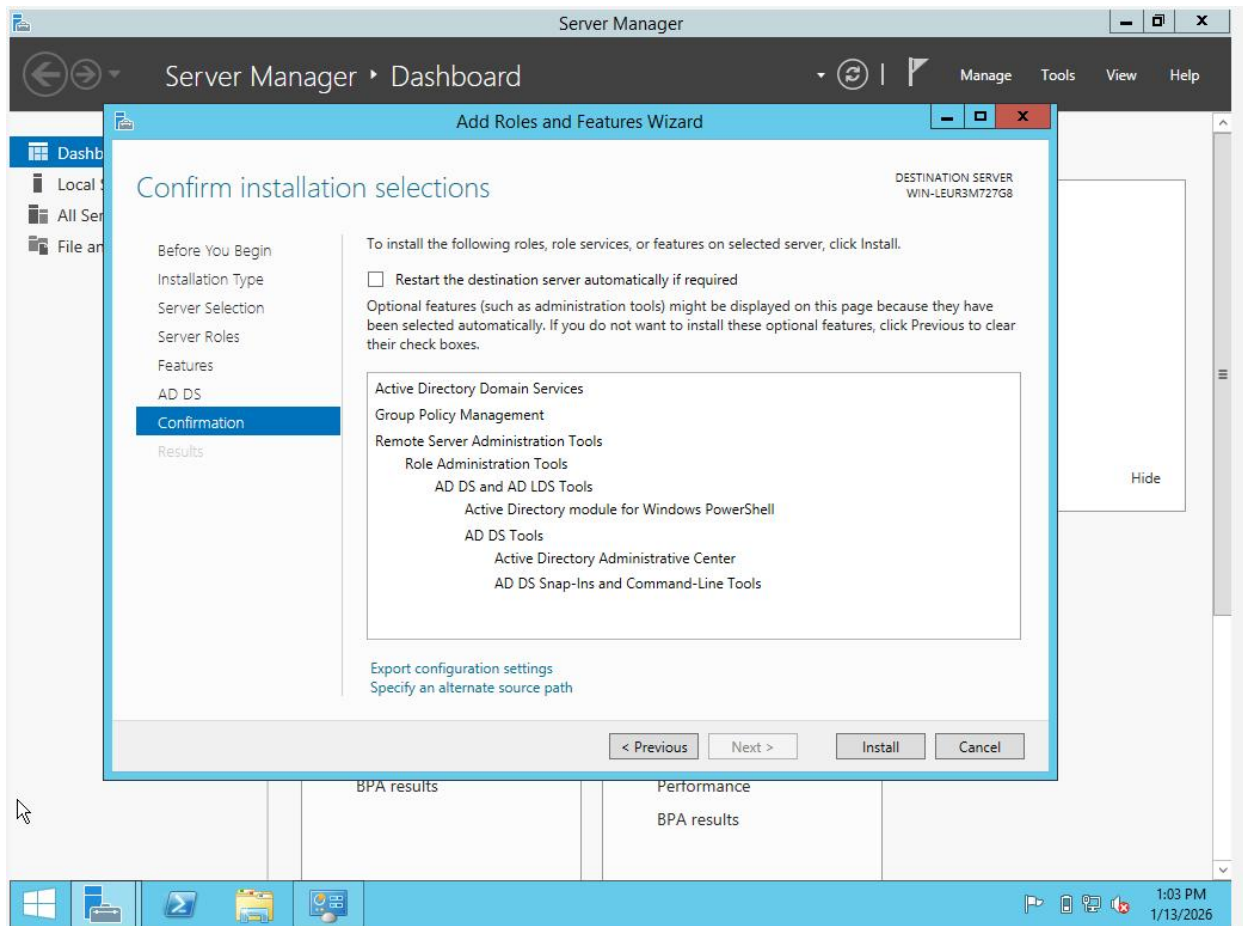 Server Manager
Server Manager ‣ Dashboard
Manage Tools View Help
Add Roles and Features Wizard
Dashb
Local S
All Ser
File an
Confirm installation selections
DESTINATION SERVER
WIN-LEUR3M727G8
Before You Begin
Installation Type
Server Selection
Server Roles
Features
AD DS
Confirmation
Results
To install the following roles, role services, or features on selected server, click Install.
Restart the destination server automatically if required
Optional features (such as administration tools) might be displayed on this page because they have
been selected automatically. If you do not want to install these optional features, click Previous to clear
their check boxes.
Active Directory Domain Services
Group Policy Management
Remote Server Administration Tools
Role Administration Tools
AD DS and AD LDS Tools
Active Directory module for Windows PowerShell
AD DS Tools
Active Directory Administrative Center
AD DS Snap-Ins and Command-Line Tools
Export configuration settings
Specify an alternate source path
< Previous Next > Install Cancel
Hide
BPA results
Performance
BPA results
1:03 PM
1/13/2026